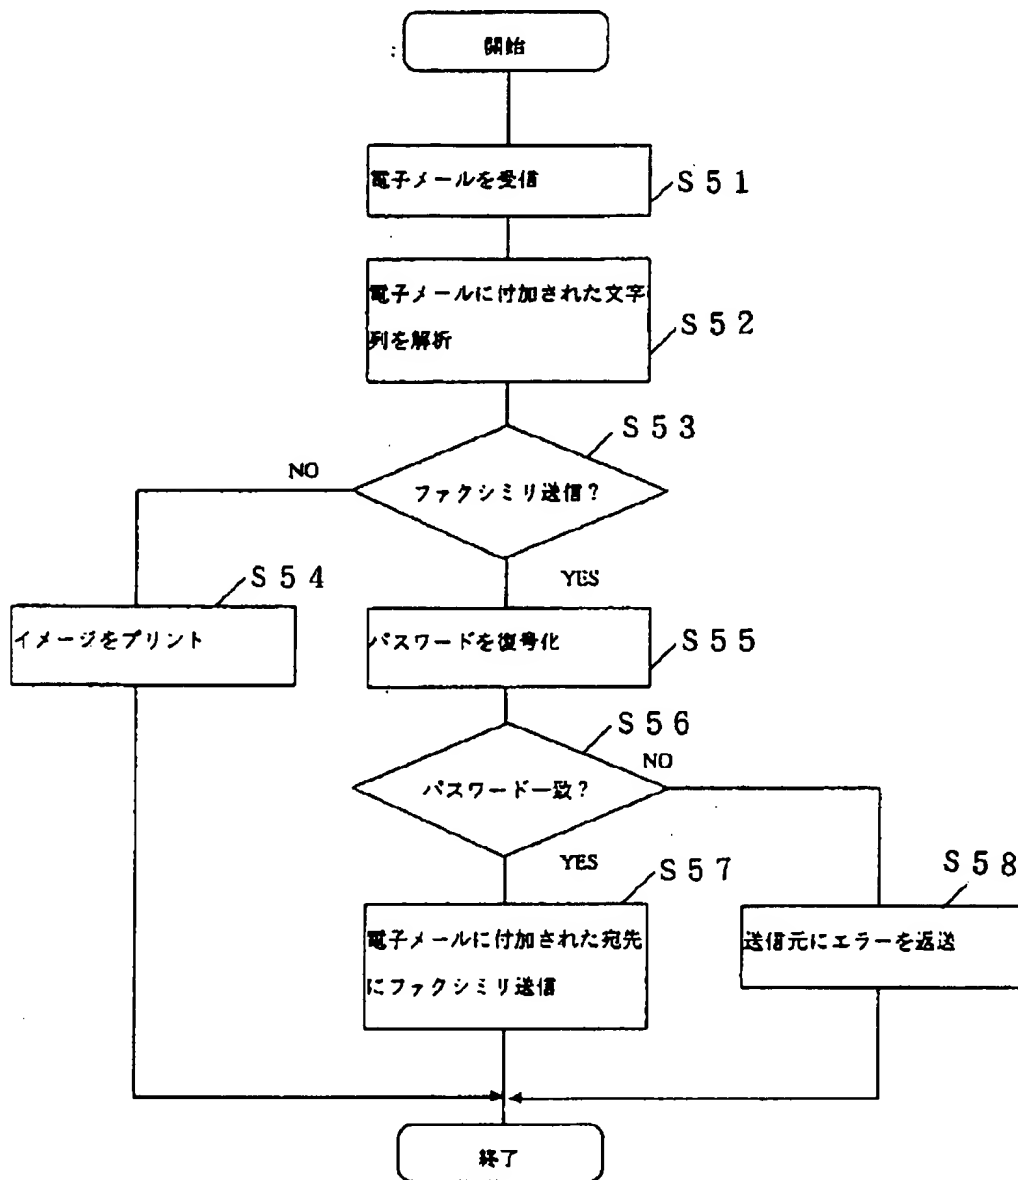 開始
電子メールを受信
S51
電子メールに付加された文字
列を解析
S52
S53
ファクシミリ送信?
NO
YES
S54
イメージをプリント
パスワードを復号化
S55
S56
パスワード一致?
NO
YES
S57
電子メールに付加された宛先
にファクシミリ送信
S58
送信元にエラーを返送
終了